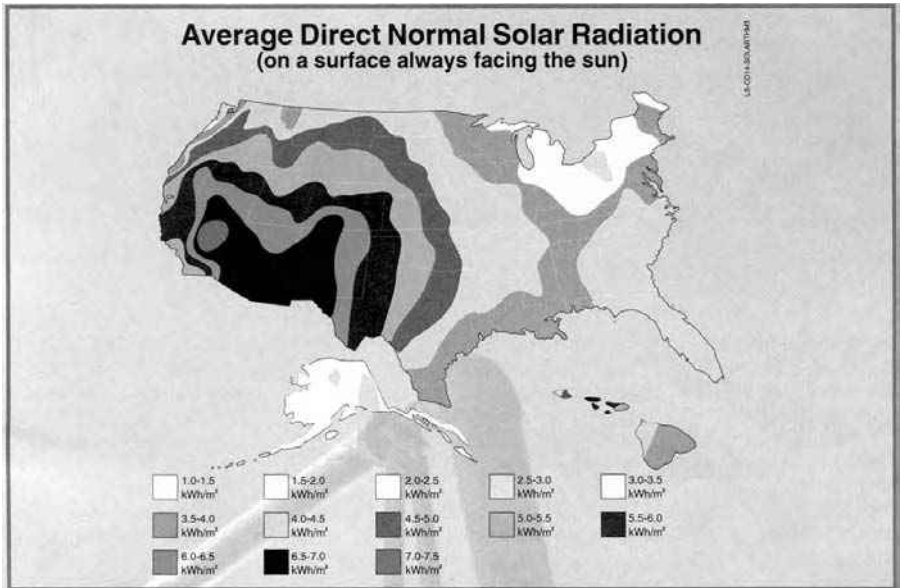 Average Direct Normal Solar Radiation
(on a surface always facing the sun)
1.0-1.5
kWh/m²
1.5-2.0
kWh/m²
2.0-2.5
kWh/m²
2.5-3.0
kWh/m²
3.0-3.5
kWh/m²
3.5-4.0
kWh/m²
4.0-4.5
kWh/m²
4.5-5.0
kWh/m²
5.0-5.5
kWh/m²
5.5-6.0
kWh/m²
6.0-6.5
kWh/m²
6.5-7.0
kWh/m²
7.0-7.5
kWh/m²